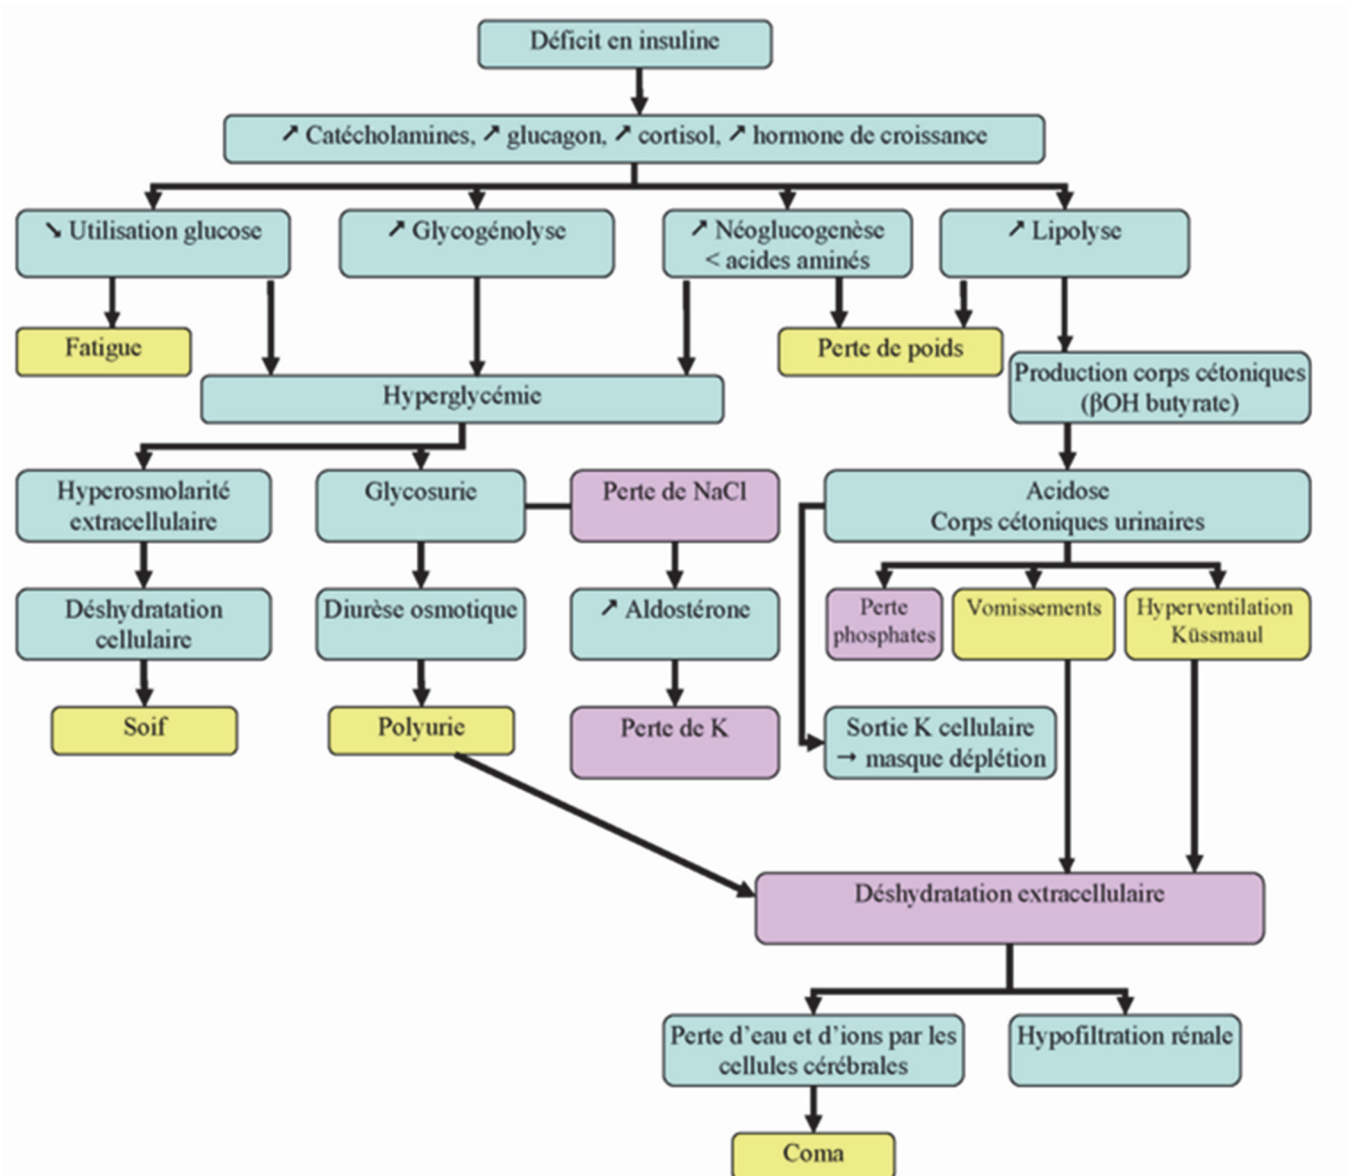 Déficit en insuline
↗ Catécholamines, ↗ glucagon, ↗ cortisol, ↗ hormone de croissance
↘ Utilisation glucose
↗ Glycogénolyse
↗ Néoglucogenèse
< acides aminés
↗ Lipolyse
Fatigue
Perte de poids
Hyperglycémie
Production corps cétoniques
(βOH butyrate)
Hyperosmolarité
extracellulaire
Glycosurie
Perte de NaCl
Acidose
Corps cétoniques urinaires
Déshydratation
cellulaire
Diurèse osmotique
↗ Aldostérone
Perte
phosphates
Vomissements
Hyperventilation
Küssmaul
Soif
Polyurie
Perte de K
Sortie K cellulaire
→ masque déplétion
Déshydratation extracellulaire
Perte d’eau et d’ions par les
cellules cérébrales
Hypofiltration rénale
Coma